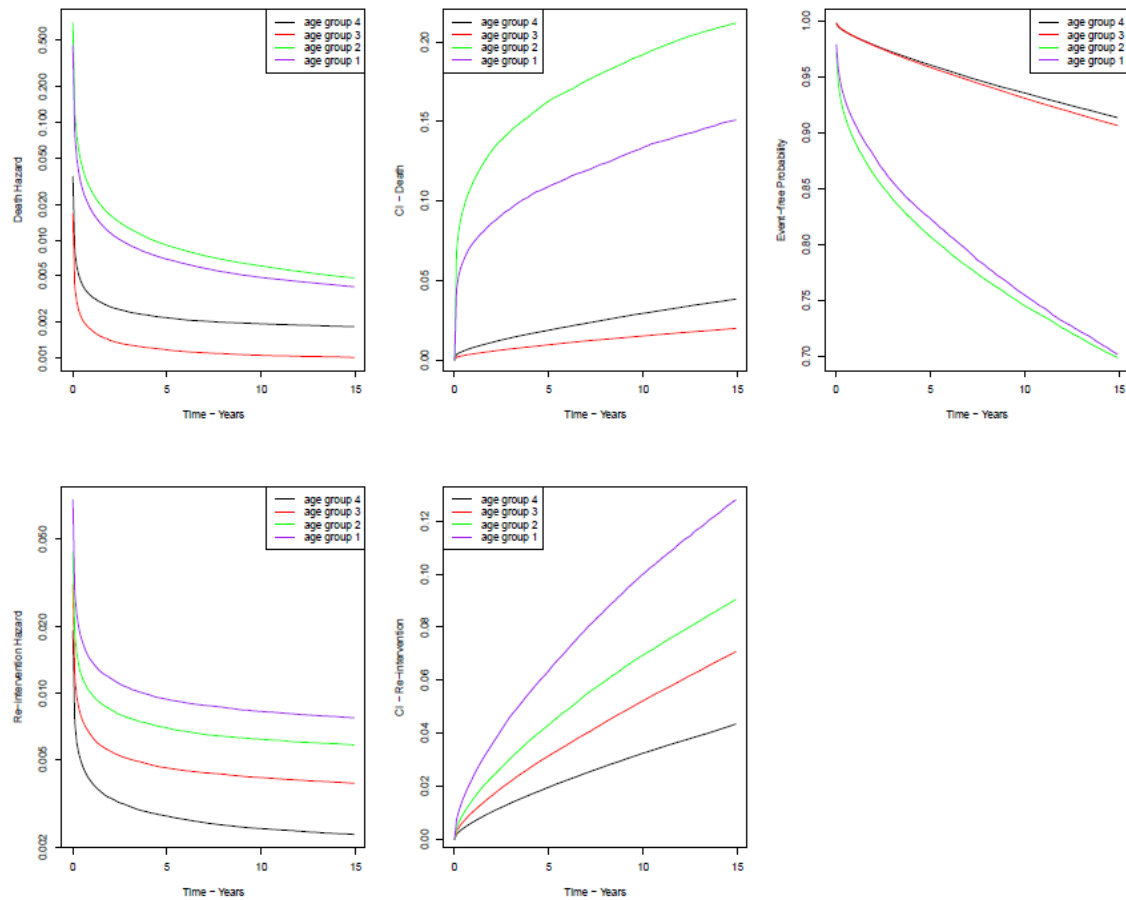 age group 4
age group 3
age group 2
age group 1
Death Hazard
0.500
0.200
0.100
0.050
0.020
0.010
0.005
0.002
0.001
0 5 10 15
Time - Years
age group 4
age group 3
age group 2
age group 1
CI - Death
0.20
0.15
0.10
0.05
0.00
0 5 10 15
Time - Years
age group 4
age group 3
age group 2
age group 1
Event-free Probability
1.00
0.95
0.90
0.85
0.80
0.75
0.70
0 5 10 15
Time - Years
age group 4
age group 3
age group 2
age group 1
Re-intervention Hazard
0.050
0.020
0.010
0.005
0.002
0 5 10 15
Time - Years
age group 4
age group 3
age group 2
age group 1
CI - Re-intervention
0.12
0.10
0.08
0.06
0.04
0.02
0.00
0 5 10 15
Time - Years